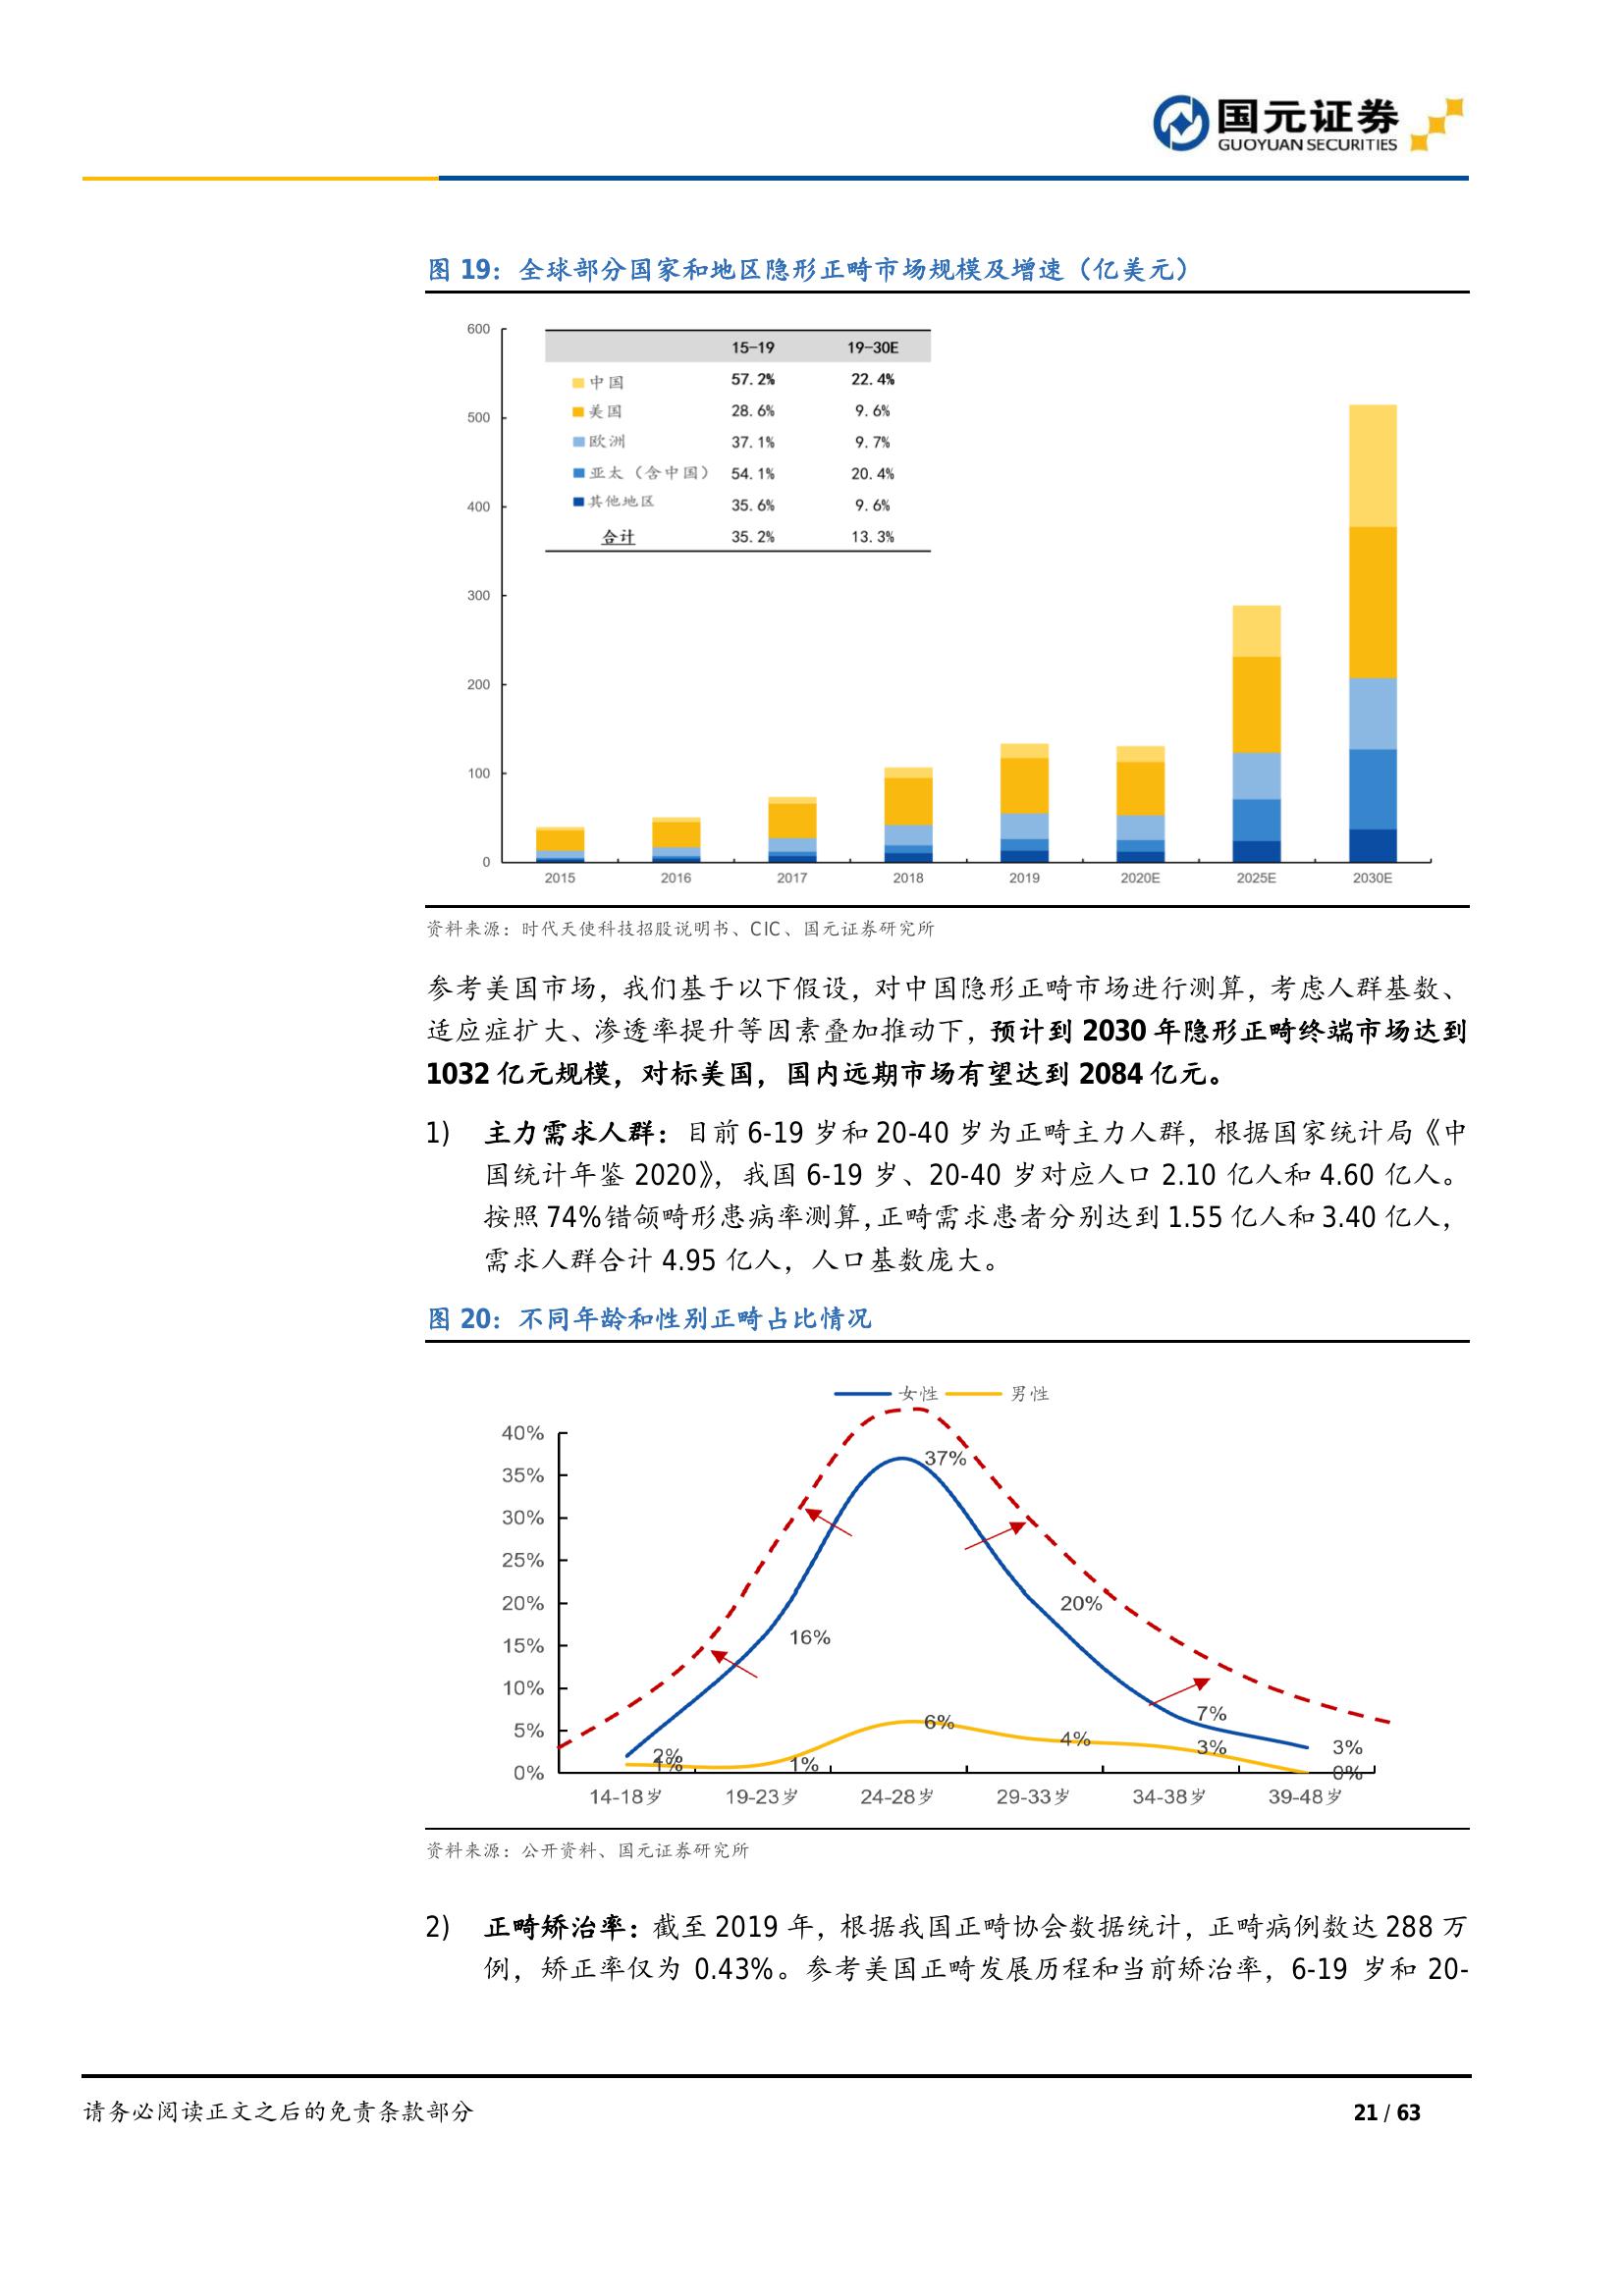 国元证券
GUOYUAN SECURITIES
图 19：全球部分国家和地区隐形正畸市场规模及增速（亿美元）
600
500
400
300
200
100
0
15-19 19-30E
中国 57.2% 22.4%
美国 28.6% 9.6%
欧洲 37.1% 9.7%
亚太（含中国） 54.1% 20.4%
其他地区 35.6% 9.6%
合计 35.2% 13.3%
2015 2016 2017 2018 2019 2020E 2025E 2030E
资料来源：时代天使科技招股说明书、CIC、国元证券研究所
参考美国市场，我们基于以下假设，对中国隐形正畸市场进行测算，考虑人群基数、
适应症扩大、渗透率提升等因素叠加推动下，预计到 2030 年隐形正畸终端市场达到
1032 亿元规模，对标美国，国内远期市场有望达到 2084 亿元。
1) 主力需求人群：目前 6-19 岁和 20-40 岁为正畸主力人群，根据国家统计局《中
国统计年鉴 2020》，我国 6-19 岁、20-40 岁对应人口 2.10 亿人和 4.60 亿人。
按照 74%错颌畸形患病率测算，正畸需求患者分别达到 1.55 亿人和 3.40 亿人，
需求人群合计 4.95 亿人，人口基数庞大。
图 20：不同年龄和性别正畸占比情况
女性 男性
40%
35%
30%
25%
20%
15%
10%
5%
0%
2% 16% 37% 20% 7% 3%
1% 1% 6% 4% 3% 0%
14-18岁 19-23岁 24-28岁 29-33岁 34-38岁 39-48岁
资料来源：公开资料、国元证券研究所
2) 正畸矫治率：截至 2019 年，根据我国正畸协会数据统计，正畸病例数达 288 万
例，矫正率仅为 0.43%。参考美国正畸发展历程和当前矫治率，6-19 岁和 20-
请务必阅读正文之后的免责条款部分
21 / 63